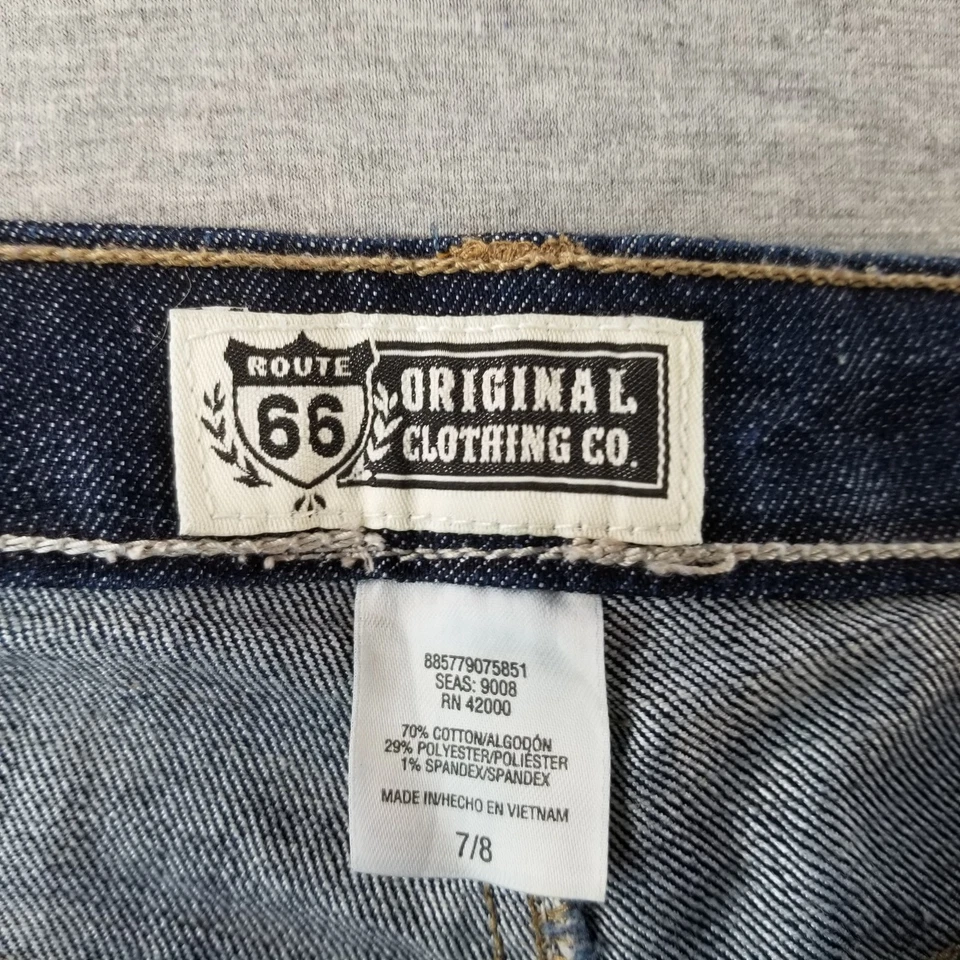 ROUTE
66
ORIGINAL
CLOTHING CO.
885779075851
SEAS: 9008
RN 42000
70% COTTON/ALGODÓN
29% POLYESTER/POLIÉSTER
1% SPANDEX/SPANDEX
MADE IN/HECHO EN VIETNAM
7/8